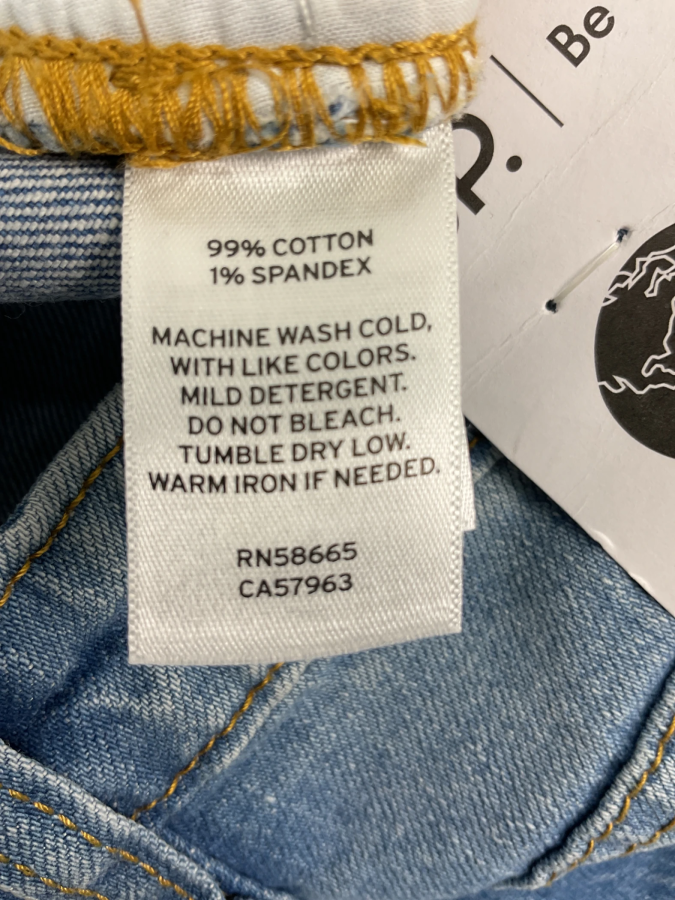 Be
p.
99% COTTON
1% SPANDEX
MACHINE WASH COLD,
WITH LIKE COLORS.
MILD DETERGENT.
DO NOT BLEACH.
TUMBLE DRY LOW.
WARM IRON IF NEEDED.
RN58665
CA57963